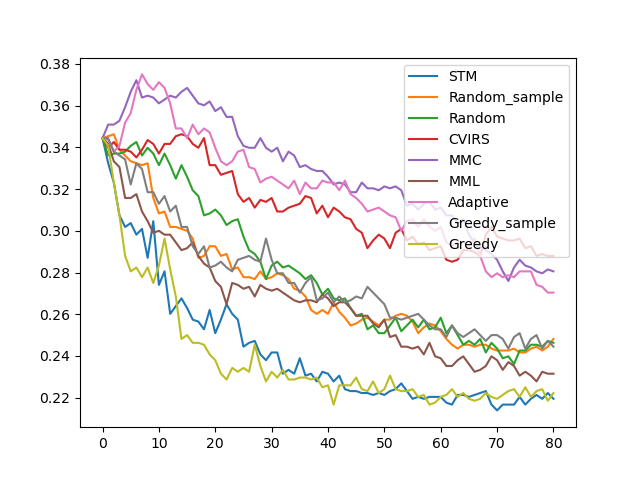 0.38
0.36
0.34
0.32
0.30
0.28
0.26
0.24
0.22
0
10
20
30
40
50
60
70
80
STM
Random_sample
Random
CVIRS
MMC
MML
Adaptive
Greedy_sample
Greedy